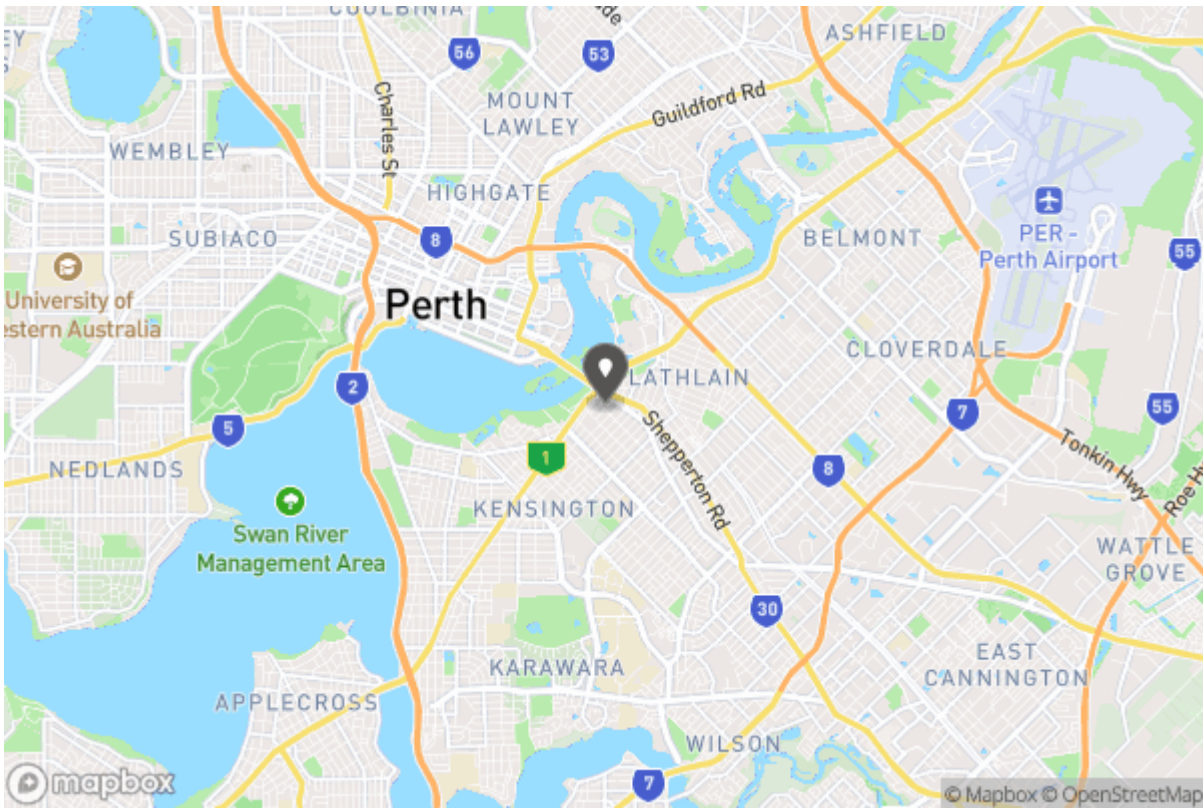 COOLBINIA
ASHFIELD
56
53
MOUNT
LAWLEY
Guildford Rd
Charles St
WEMBLEY
HIGHGATE
SUBIACO
8
BELMONT
PER -
Perth Airport
55
University of
estern Australia
Perth
CLOVERDALE
LATHLAIN
2
5
7
55
Shepperton Rd
Tonkin Hwy
Roe H
NEDLANDS
1
8
KENSINGTON
Swan River
Management Area
WATTLE
GROVE
30
KARAWARA
EAST
CANNINGTON
APPLECROSS
WILSON
7
mapbox
© Mapbox © OpenStreetMap